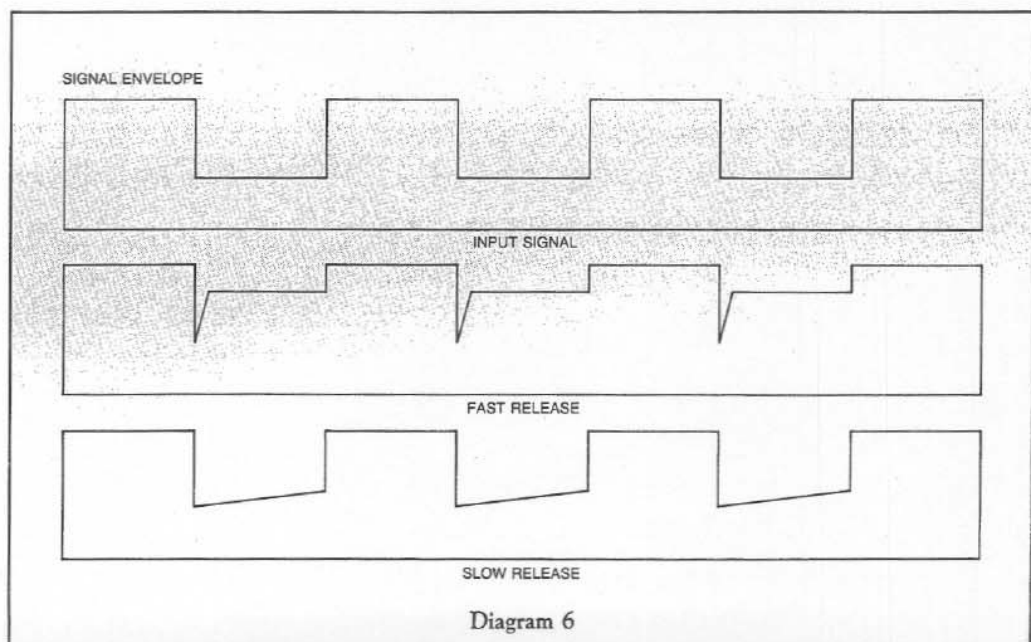 SIGNAL ENVELOPE
INPUT SIGNAL
FAST RELEASE
SLOW RELEASE
Diagram 6